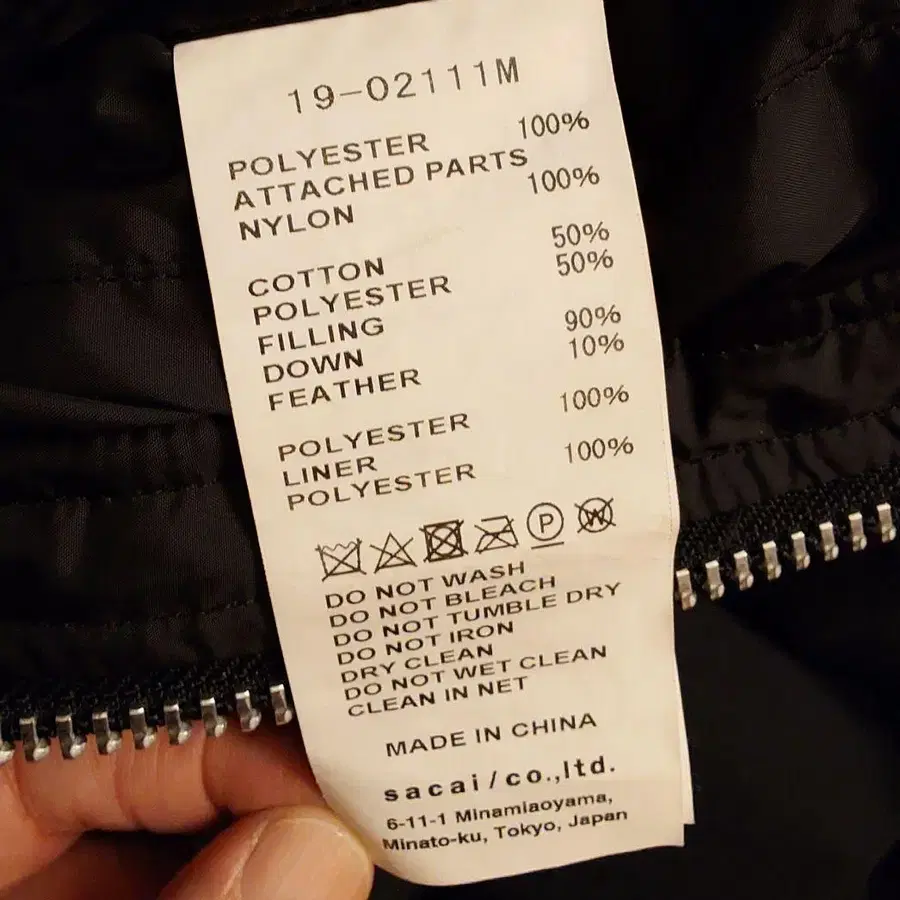 19-02111M
POLYESTER 100%
ATTACHED PARTS
NYLON 100%
COTTON 50%
POLYESTER 50%
FILLING
DOWN 90%
FEATHER 10%
POLYESTER 100%
LINER
POLYESTER 100%
P W
DO NOT WASH
DO NOT BLEACH
DO NOT TUMBLE DRY
DO NOT IRON
DRY CLEAN
DO NOT WET CLEAN
CLEAN IN NET
MADE IN CHINA
sacai/co.,ltd.
6-11-1 Minamiaoyama,
Minato-ku, Tokyo, Japan